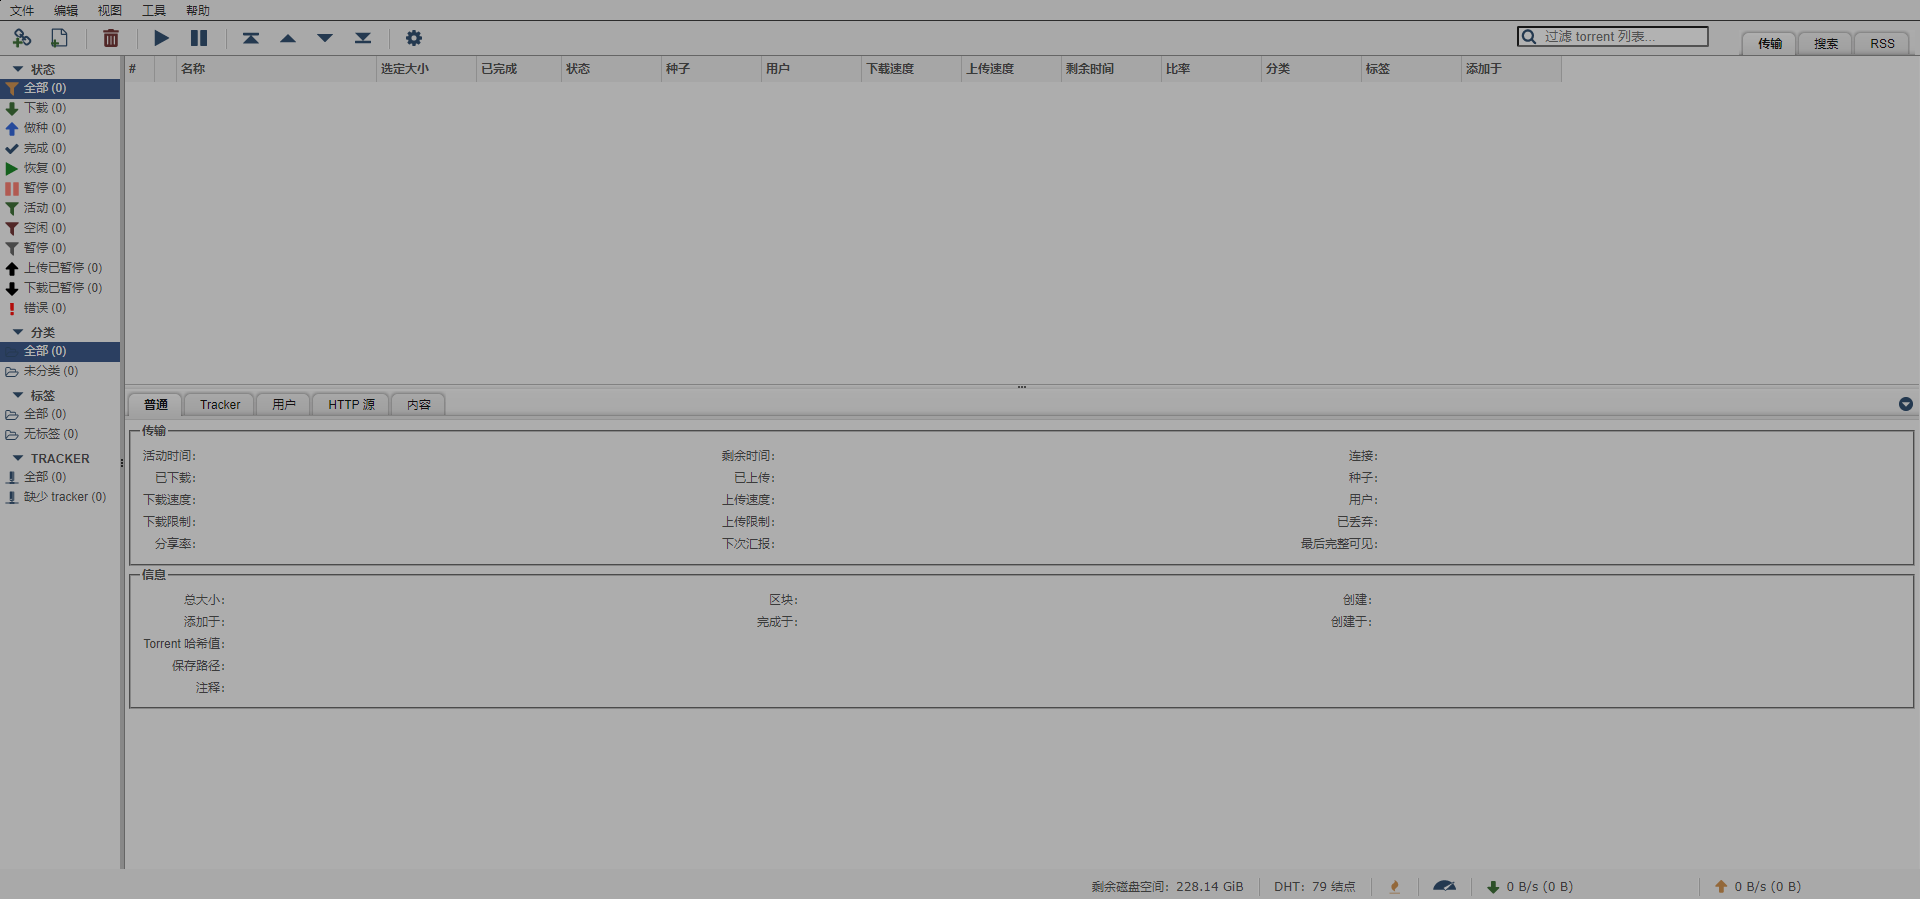 文件 编辑 视图 工具 帮助
过滤 torrent 列表...
传输 搜索 RSS
状态
全部 (0)
下载 (0)
做种 (0)
完成 (0)
恢复 (0)
暂停 (0)
活动 (0)
空闲 (0)
暂停 (0)
上传已暂停 (0)
下载已暂停 (0)
错误 (0)
分类
全部 (0)
未分类 (0)
标签
全部 (0)
无标签 (0)
TRACKER
全部 (0)
缺少 tracker (0)
# 名称 选定大小 已完成 状态 种子 用户 下载速度 上传速度 剩余时间 比率 分类 标签 添加于
普通 Tracker 用户 HTTP 源 内容
传输
活动时间: 剩余时间: 连接:
已下载: 已上传: 种子:
下载速度: 上传速度: 用户:
下载限制: 上传限制: 已丢弃:
分享率: 下次汇报: 最后完整可见:
信息
总大小: 区块: 创建:
添加于: 完成于: 创建于:
Torrent 哈希值:
保存路径:
注释:
剩余磁盘空间: 228.14 GiB DHT: 79 结点 0 B/s (0 B) 0 B/s (0 B)